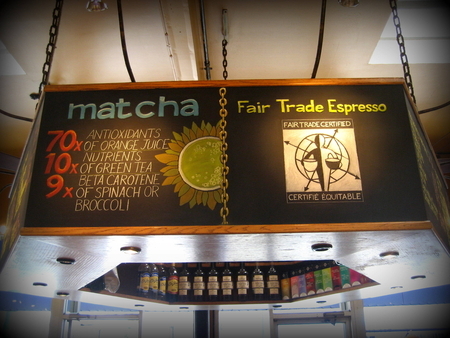 matcha
70x ANTIOXIDANTS
OF ORANGE JUICE
10x NUTRIENTS
OF GREEN TEA
9x BETA CAROTENE
OF SPINACH OR
BROCCOLI
Fair Trade Espresso
FAIR TRADE CERTIFIED
CERTIFIÉ ÉQUITABLE